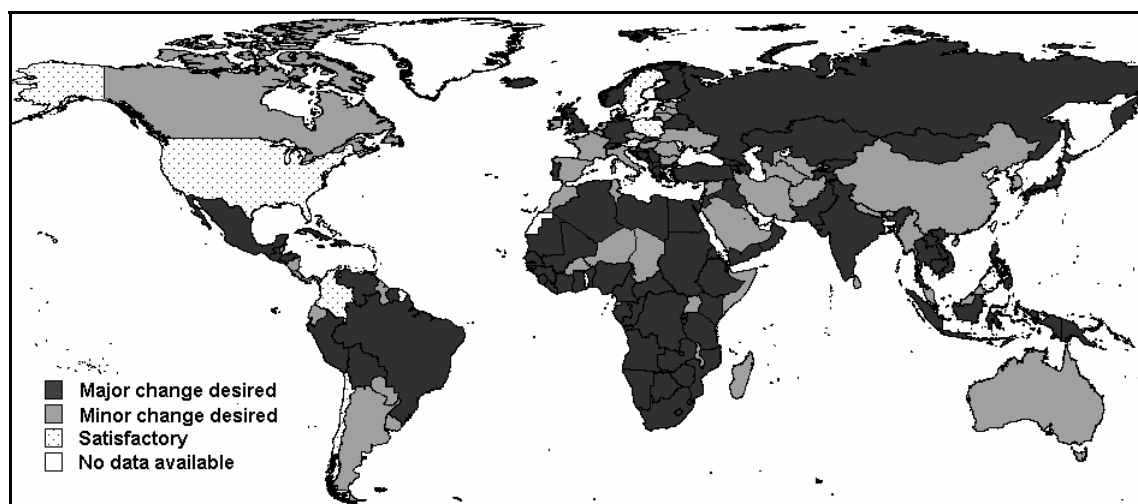 Major change desired
Minor change desired
Satisfactory
No data available